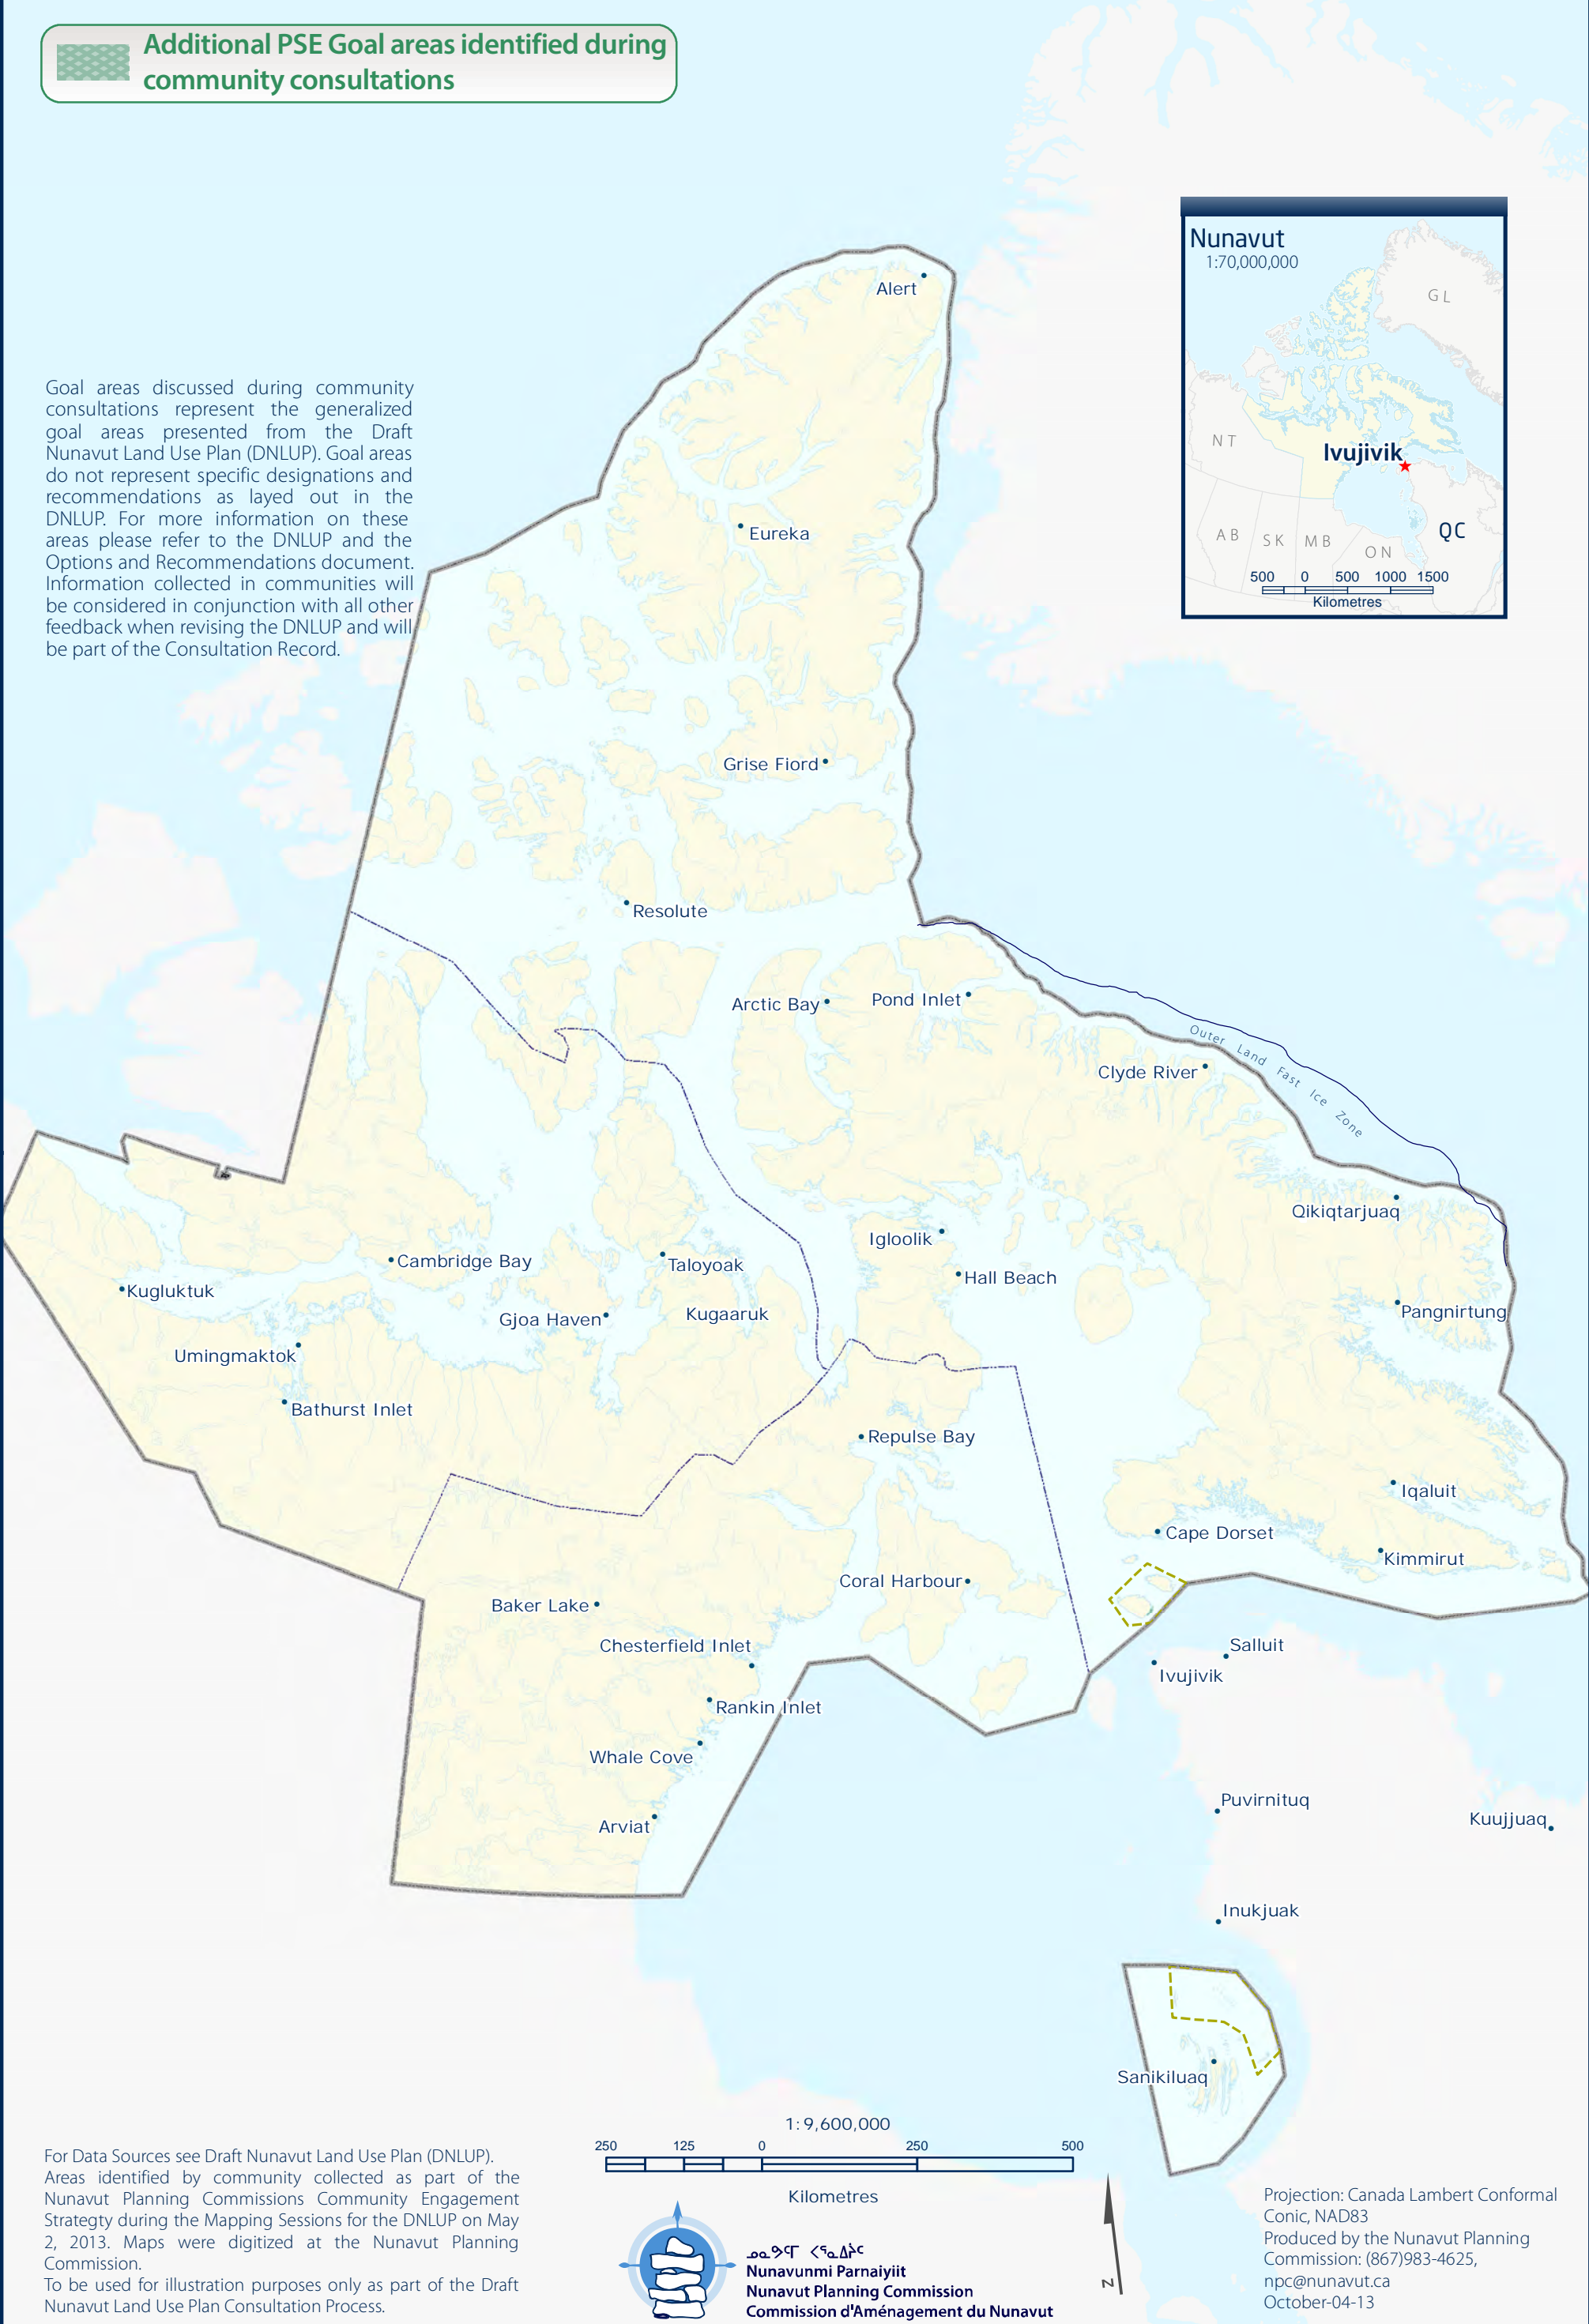 Additional PSE Goal areas identified during
community consultations
Nunavut
1:70,000,000
GL
NT
Ivujivik
AB
SK
MB
ON
QC
500 0 500 1000 1500
Kilometres
Goal areas discussed during community
consultations represent the generalized
goal areas presented from the Draft
Nunavut Land Use Plan (DNLUP). Goal areas
do not represent specific designations and
recommendations as layed out in the
DNLUP. For more information on these
areas please refer to the DNLUP and the
Options and Recommendations document.
Information collected in communities will
be considered in conjunction with all other
feedback when revising the DNLUP and will
be part of the Consultation Record.
Alert
Eureka
Grise Fiord
Resolute
Arctic Bay
Pond Inlet
Outer Land Fast Ice Zone
Clyde River
Qikiqtarjuaq
Igloolik
Cambridge Bay
Taloyoak
Hall Beach
Kugluktuk
Gjoa Haven
Kugaaruk
Pangnirtung
Umingmaktok
Bathurst Inlet
Repulse Bay
Iqaluit
Cape Dorset
Kimmirut
Coral Harbour
Baker Lake
Chesterfield Inlet
Salluit
Ivujivik
Rankin Inlet
Whale Cove
Puvirnituq
Arviat
Kuujjuaq
Inukjuak
Sanikiluaq
1:9,600,000
250 125 0 250 500
Kilometres
For Data Sources see Draft Nunavut Land Use Plan (DNLUP).
Areas identified by community collected as part of the
Nunavut Planning Commissions Community Engagement
Strategty during the Mapping Sessions for the DNLUP on May
2, 2013. Maps were digitized at the Nunavut Planning
Commission.
To be used for illustration purposes only as part of the Draft
Nunavut Land Use Plan Consultation Process.
ᓄᓇᕗᒻᒥ ᐸᕐᓇᐃᔩᑦ
Nunavunmi Parnaiyiit
Nunavut Planning Commission
Commission d'Aménagement du Nunavut
N
Projection: Canada Lambert Conformal
Conic, NAD83
Produced by the Nunavut Planning
Commission: (867)983-4625,
npc@nunavut.ca
October-04-13